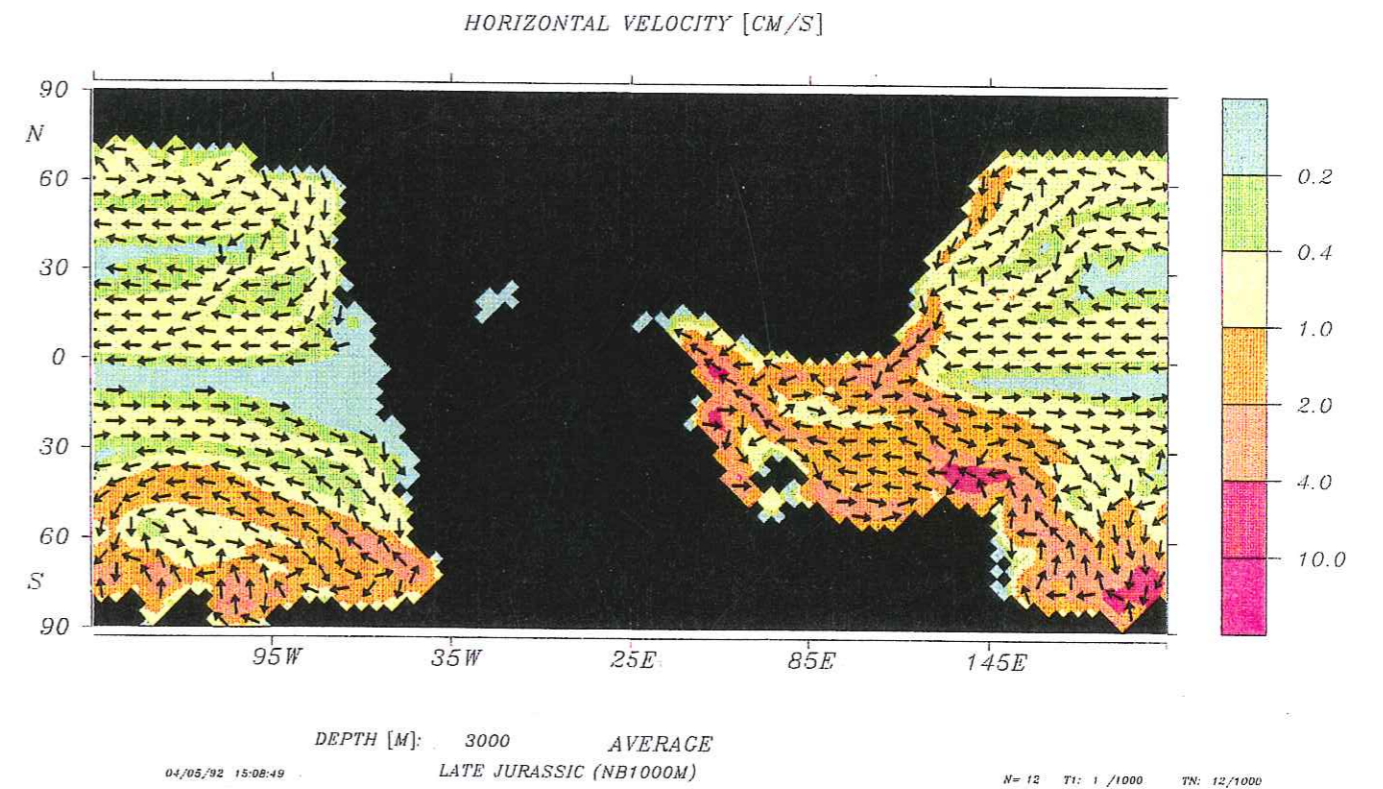 HORIZONTAL VELOCITY [CM/S]
90
N
60
30
0
30
60
S
90
95W
35W
25E
85E
145E
0.2
0.4
1.0
2.0
4.0
10.0
DEPTH [M]: 3000 AVERAGE
LATE JURASSIC (NB1000M)
04/05/92 15:08:49
N= 12 T1: 1 /1000 TN: 12/1000